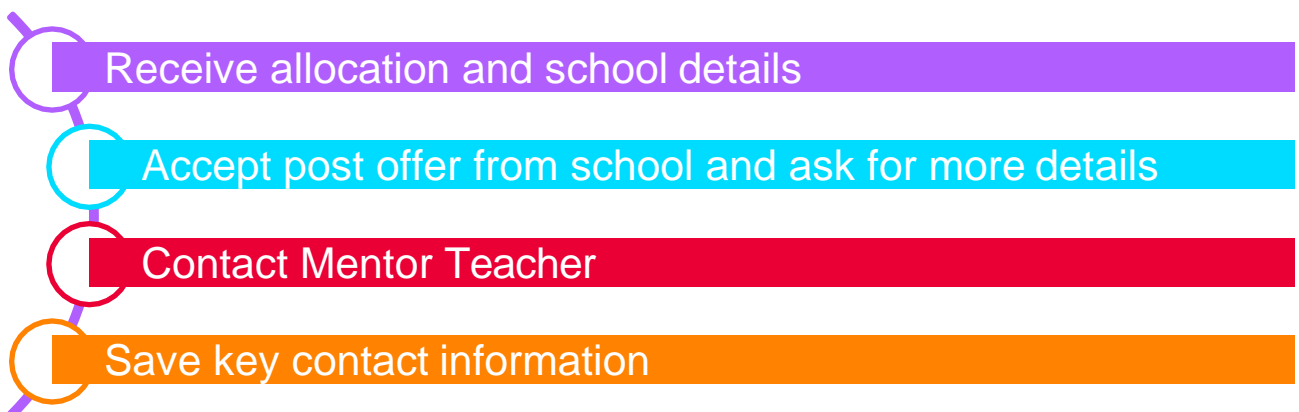 Receive allocation and school details
Accept post offer from school and ask for more details
Contact Mentor Teacher
Save key contact information